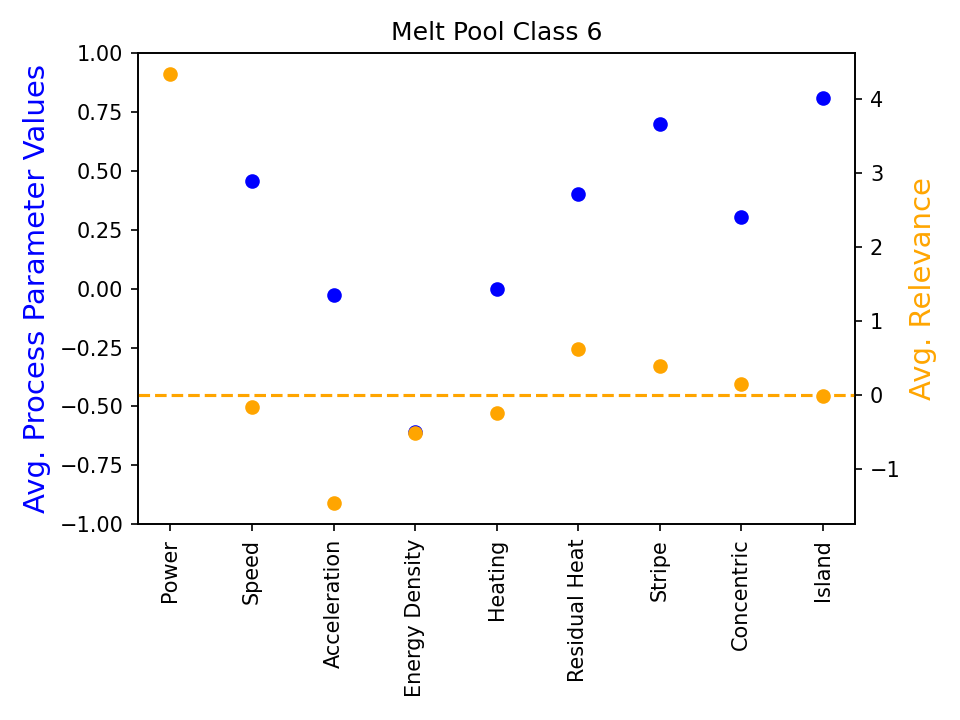 Melt Pool Class 6
Avg. Process Parameter Values
1.00
0.75
0.50
0.25
0.00
−0.25
−0.50
−0.75
−1.00
4
3
2
1
0
−1
Avg. Relevance
Power
Speed
Acceleration
Energy Density
Heating
Residual Heat
Stripe
Concentric
Island